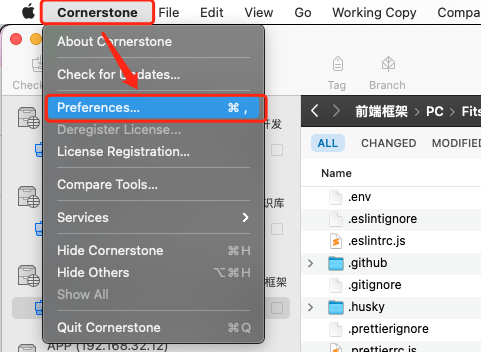 Cornerstone File Edit View Go Working Copy Compa
About Cornerstone
Check for Updates...
Preferences... ⌘ ,
Deregister License...
License Registration...
Compare Tools...
Services
Hide Cornerstone ⌘H
Hide Others ⌥⌘H
Show All
Quit Cornerstone ⌘Q
Check
开发
识库
框架
APP (192.168.32.12)
Tag Branch
前端框架 PC Fits
ALL CHANGED MODIFIED
Name
.env
.eslintignore
.eslintrc.js
.github
.gitignore
.husky
.prettierignore
.prettierrc.js